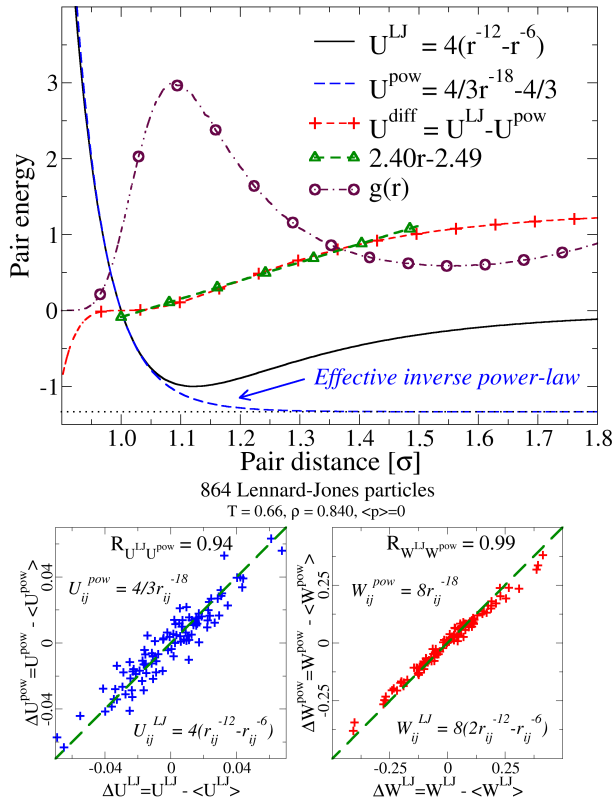 U^LJ = 4(r^-12-r^-6)
U^pow = 4/3r^-18-4/3
U^diff = U^LJ-U^pow
2.40r-2.49
g(r)
Pair energy
3
2
1
0
-1
Effective inverse power-law
1.0 1.1 1.2 1.3 1.4 1.5 1.6 1.7 1.8
Pair distance [σ]
864 Lennard-Jones particles
T = 0.66, ρ = 0.840, <p>=0
R_U^LJ_U^pow = 0.94
U_ij^pow = 4/3r_ij^-18
U_ij^LJ = 4(r_ij^-12-r_ij^-6)
ΔU^pow=U^pow - <U^pow>
0.04
0
-0.04
-0.04 0 0.04
ΔU^LJ=U^LJ - <U^LJ>
R_W^LJ_W^pow = 0.99
W_ij^pow = 8r_ij^-18
W_ij^LJ = 8(2r_ij^-12-r_ij^-6)
ΔW^pow=W^pow - <W^pow>
0.25
0
-0.25
-0.25 0 0.25
ΔW^LJ=W^LJ - <W^LJ>